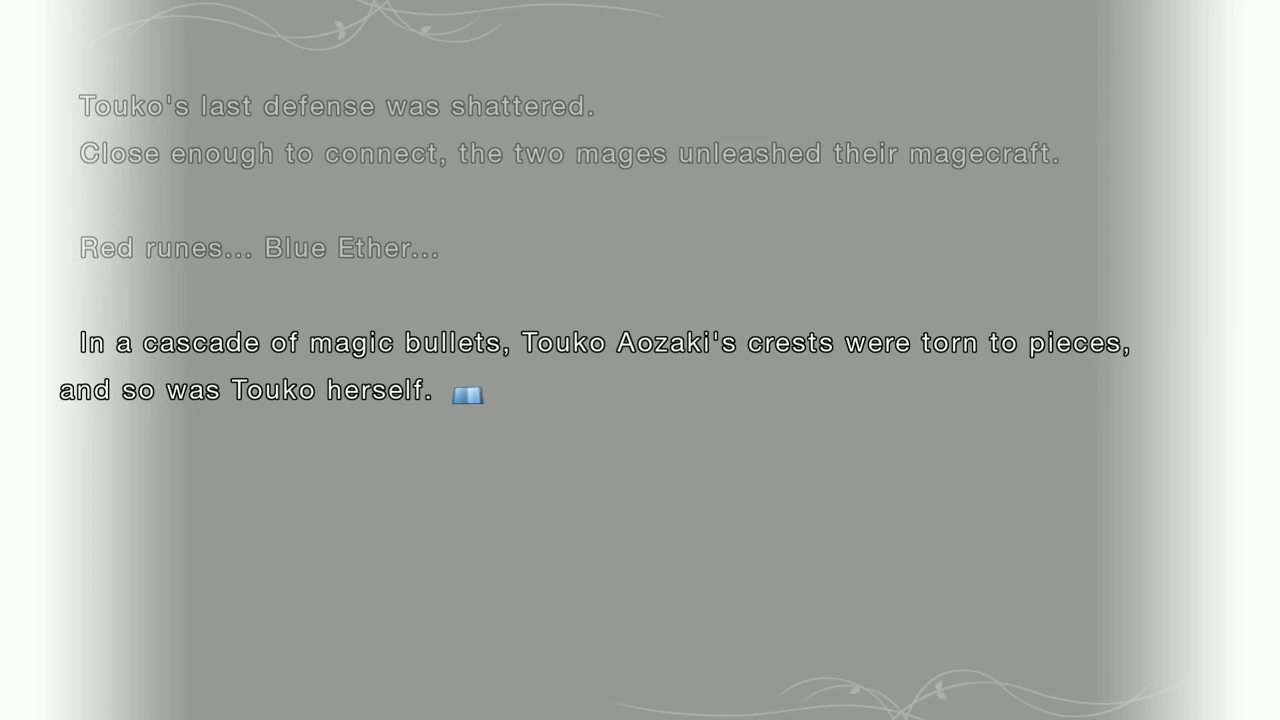 Touko's last defense was shattered.
Close enough to connect, the two mages unleashed their magecraft.
Red runes... Blue Ether...
In a cascade of magic bullets, Touko Aozaki's crests were torn to pieces,
and so was Touko herself.